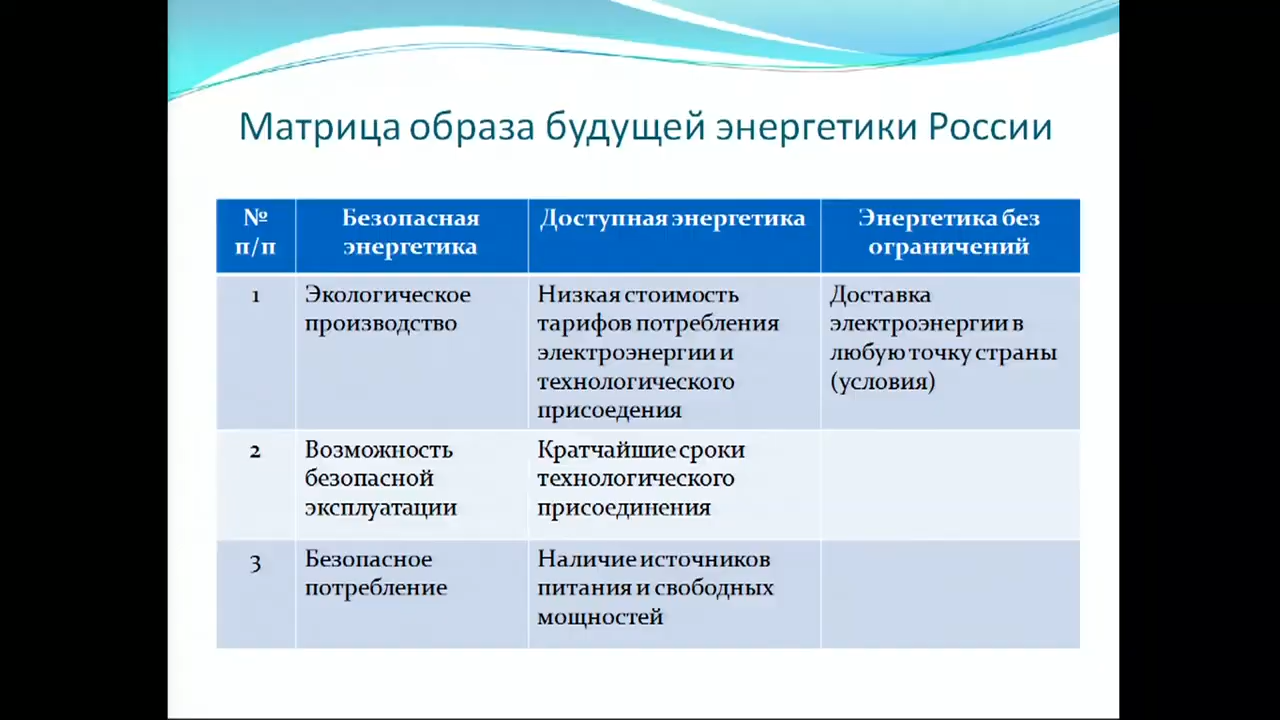 Матрица образа будущей энергетики России
№ п/п
Безопасная
энергетика
Доступная энергетика
Энергетика без
ограничений
1
Экологическое
производство
Низкая стоимость
тарифов потребления
электроэнергии и
технологического
присоедения
Доставка
электроэнергии в
любую точку страны
(условия)
2
Возможность
безопасной
эксплуатации
Кратчайшие сроки
технологического
присоединения
3
Безопасное
потребление
Наличие источников
питания и свободных
мощностей